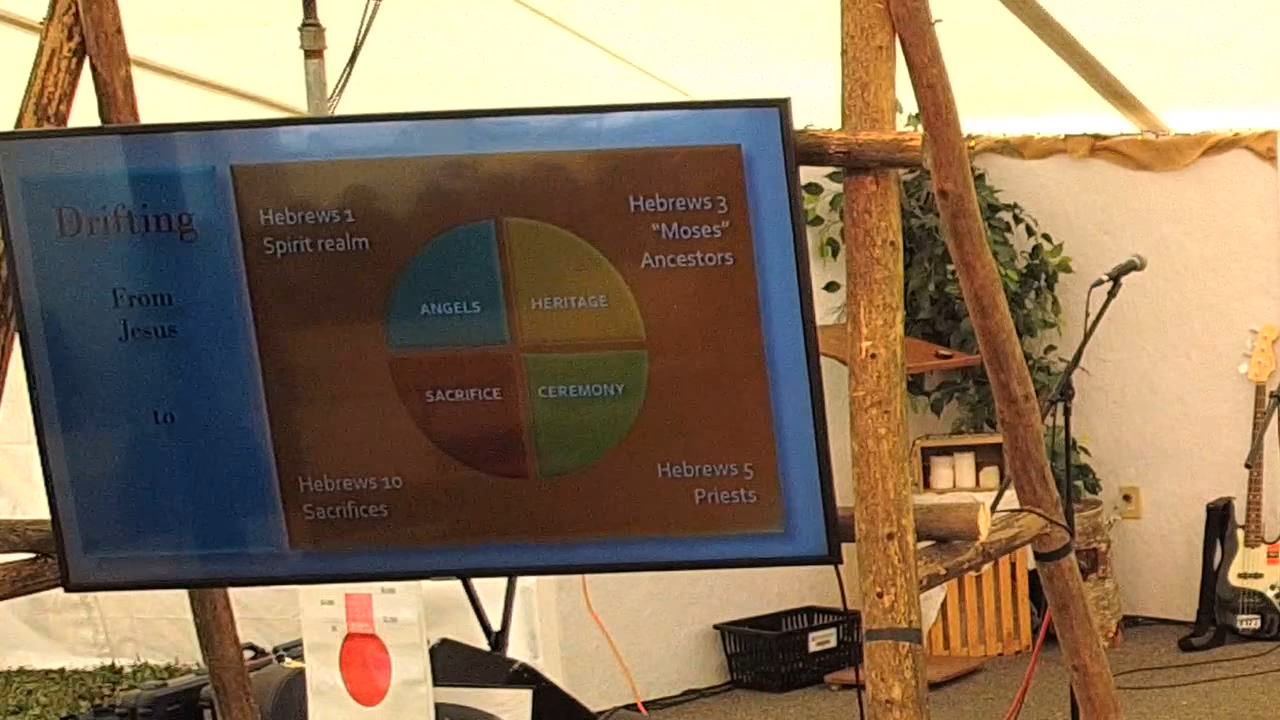 Drifting
From
Jesus
to
Hebrews 1
Spirit realm
Hebrews 3
"Moses"
Ancestors
ANGELS
HERITAGE
SACRIFICE
CEREMONY
Hebrews 10
Sacrifices
Hebrews 5
Priests